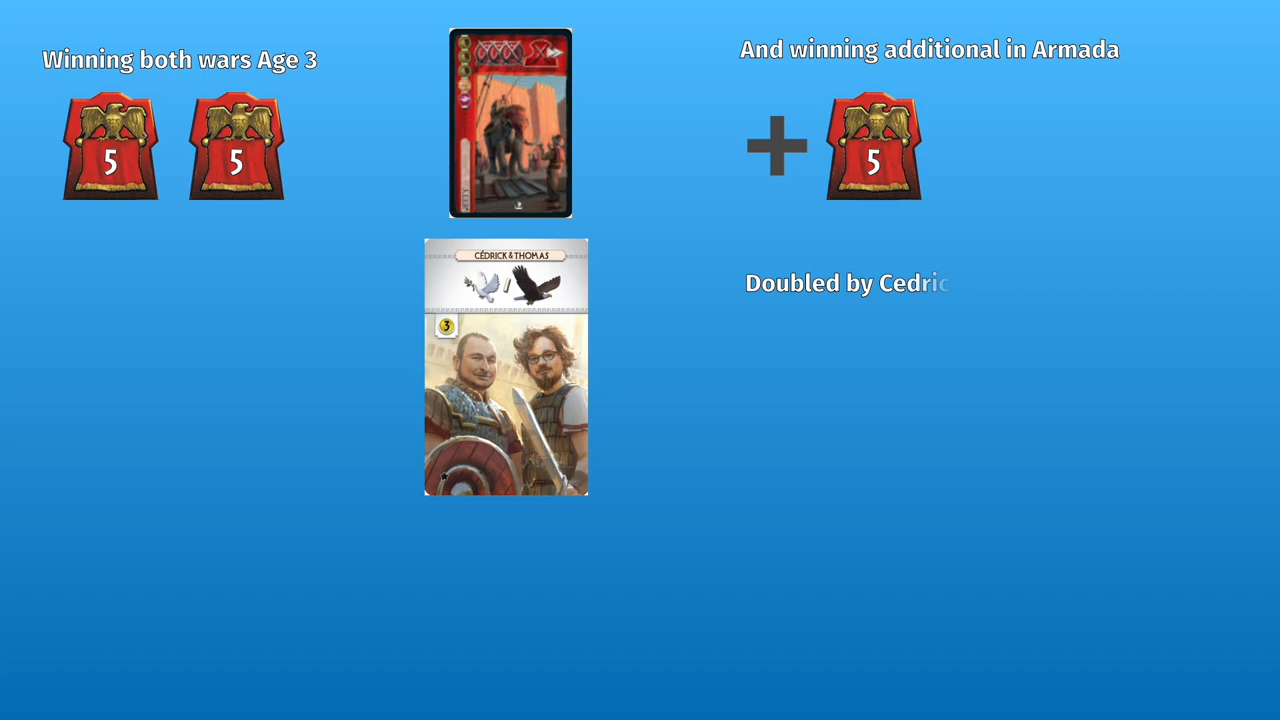 Winning both wars Age 3
And winning additional in Armada
5
5
5
JETTY
CÉDRICK & THOMAS
3
Doubled by Cedric